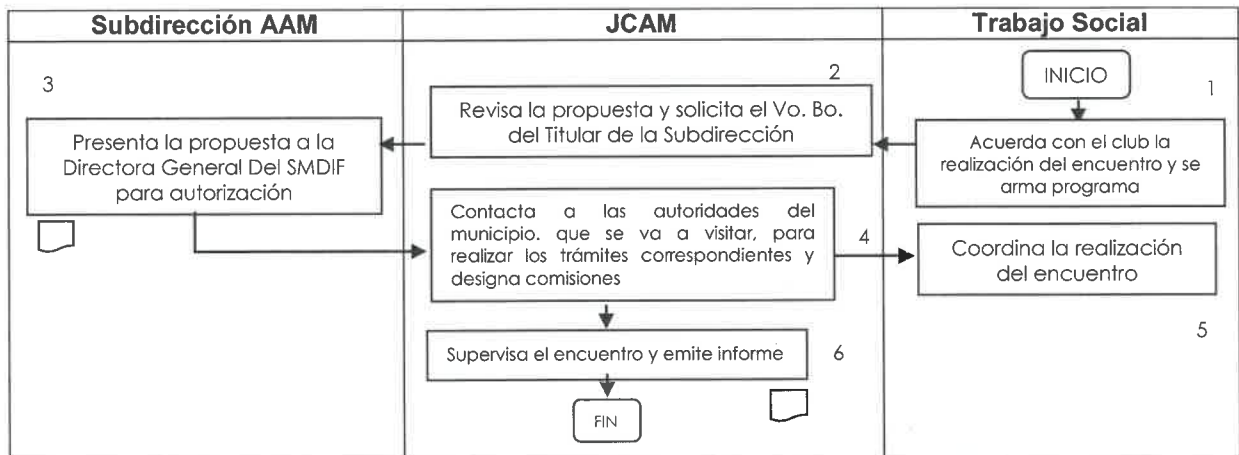 Subdirección AAM
JCAM
Trabajo Social
3
Presenta la propuesta a la
Directora General Del SMDIF
para autorización
2
Revisa la propuesta y solicita el Vo. Bo.
del Titular de la Subdirección
Contacta a las autoridades del
municipio. que se va a visitar, para
realizar los trámites correspondientes y
designa comisiones
4
Supervisa el encuentro y emite informe
6
FIN
INICIO
1
Acuerda con el club la
realización del encuentro y se
arma programa
Coordina la realización
del encuentro
5